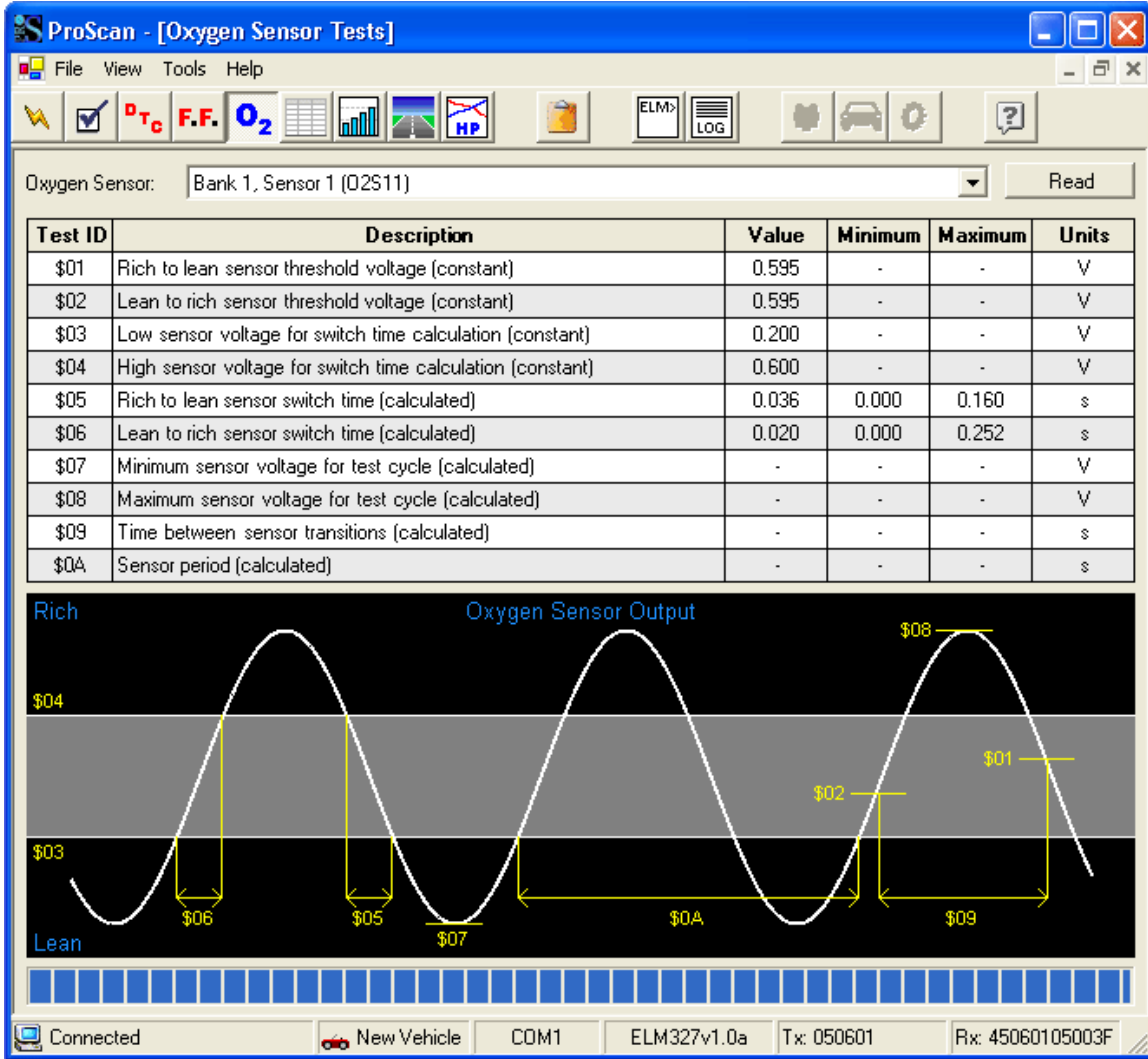 ProScan - [Oxygen Sensor Tests]
File View Tools Help
DTC F.F. O2 HP ELM> LOG ?
Oxygen Sensor: Bank 1, Sensor 1 (O2S11) Read
Test ID Description Value Minimum Maximum Units
$01 Rich to lean sensor threshold voltage (constant) 0.595 - - V
$02 Lean to rich sensor threshold voltage (constant) 0.595 - - V
$03 Low sensor voltage for switch time calculation (constant) 0.200 - - V
$04 High sensor voltage for switch time calculation (constant) 0.600 - - V
$05 Rich to lean sensor switch time (calculated) 0.036 0.000 0.160 s
$06 Lean to rich sensor switch time (calculated) 0.020 0.000 0.252 s
$07 Minimum sensor voltage for test cycle (calculated) - - - V
$08 Maximum sensor voltage for test cycle (calculated) - - - V
$09 Time between sensor transitions (calculated) - - - s
$0A Sensor period (calculated) - - - s
Rich Oxygen Sensor Output
$08
$04
$01
$02
$03
$06 $05 $0A $09
$07
Lean
Connected New Vehicle COM1 ELM327v1.0a Tx: 050601 Rx: 45060105003F